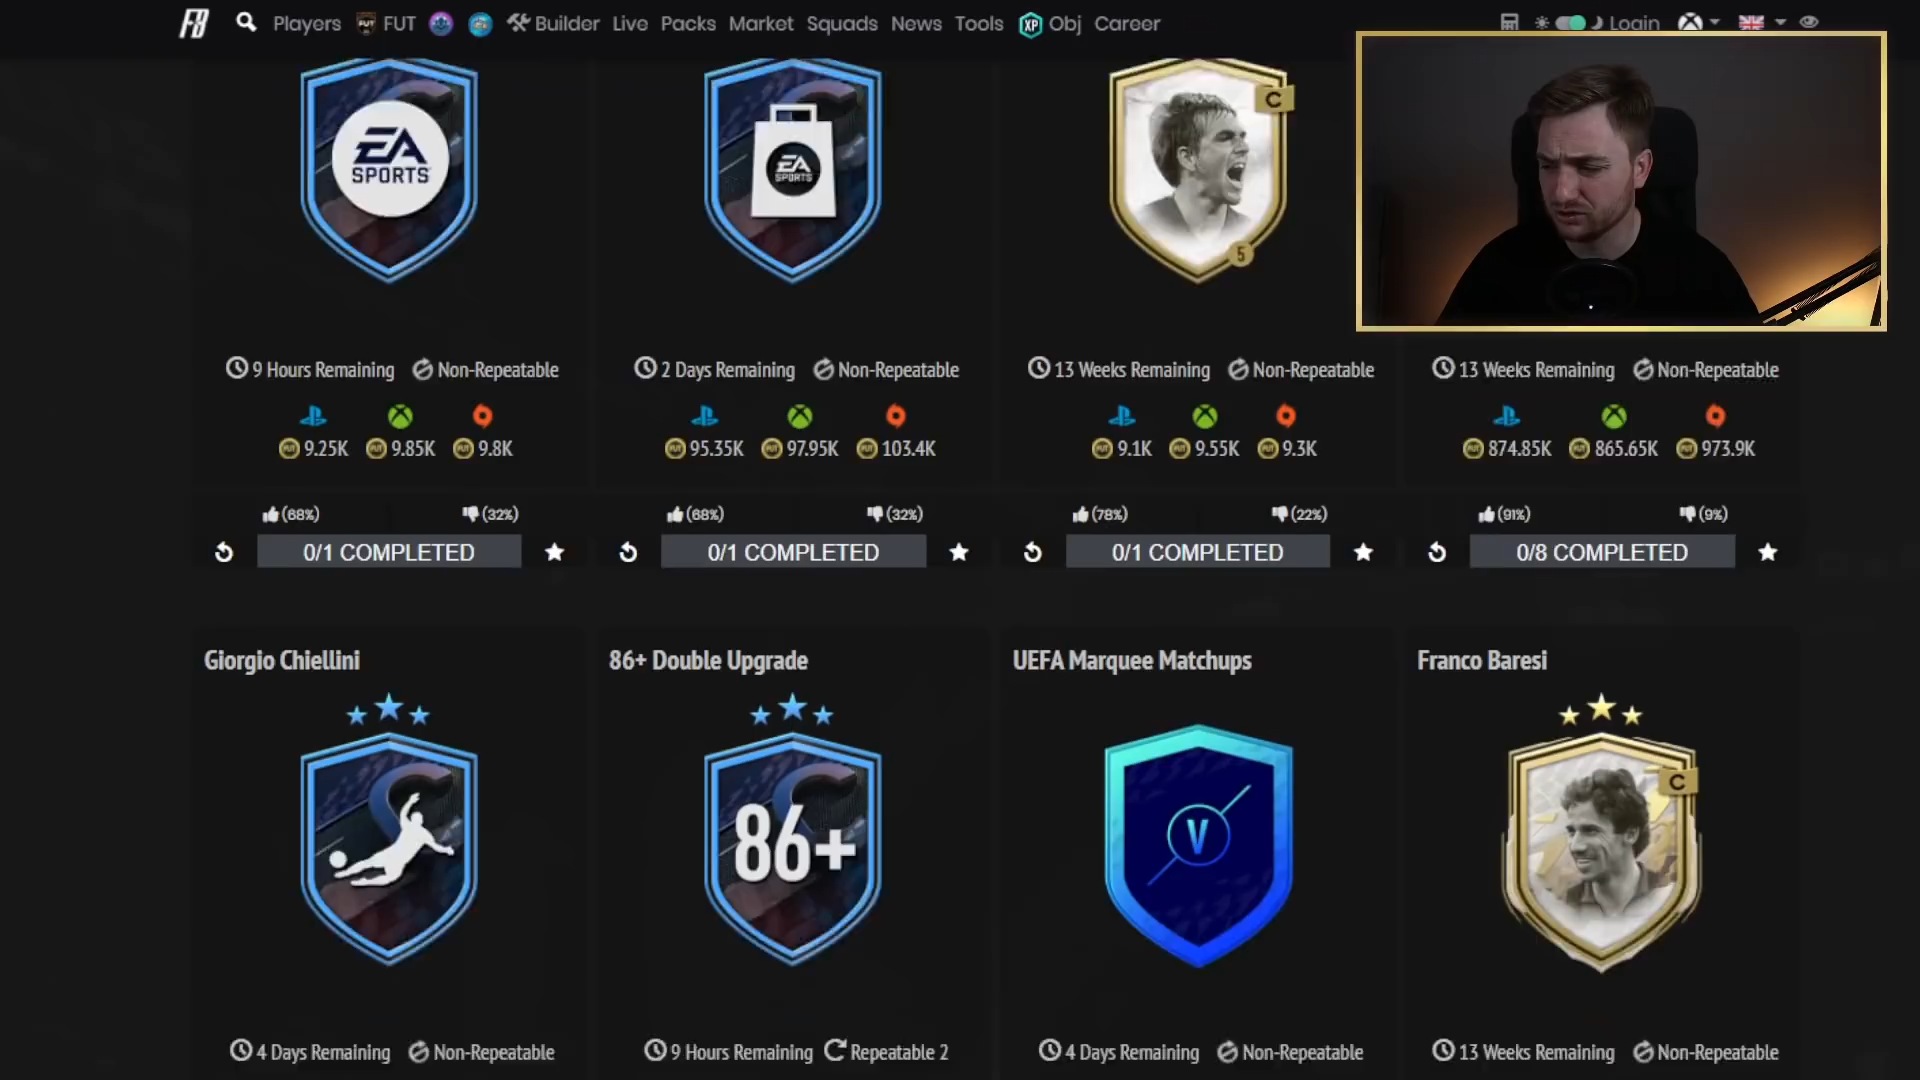 FB Players FUT FUT Builder Live Packs Market Squads News Tools XP Obj Career Login
EA SPORTS
EA SPORTS
C
5
9 Hours Remaining Non-Repeatable
2 Days Remaining Non-Repeatable
13 Weeks Remaining Non-Repeatable
13 Weeks Remaining Non-Repeatable
9.25K 9.85K 9.8K
95.35K 97.95K 103.4K
9.1K 9.55K 9.3K
874.85K 865.65K 973.9K
(68%) (32%)
(68%) (32%)
(78%) (22%)
(91%) (9%)
0/1 COMPLETED
0/1 COMPLETED
0/1 COMPLETED
0/8 COMPLETED
Giorgio Chiellini
86+ Double Upgrade
UEFA Marquee Matchups
Franco Baresi
86+
V
C
4 Days Remaining Non-Repeatable
9 Hours Remaining Repeatable 2
4 Days Remaining Non-Repeatable
13 Weeks Remaining Non-Repeatable